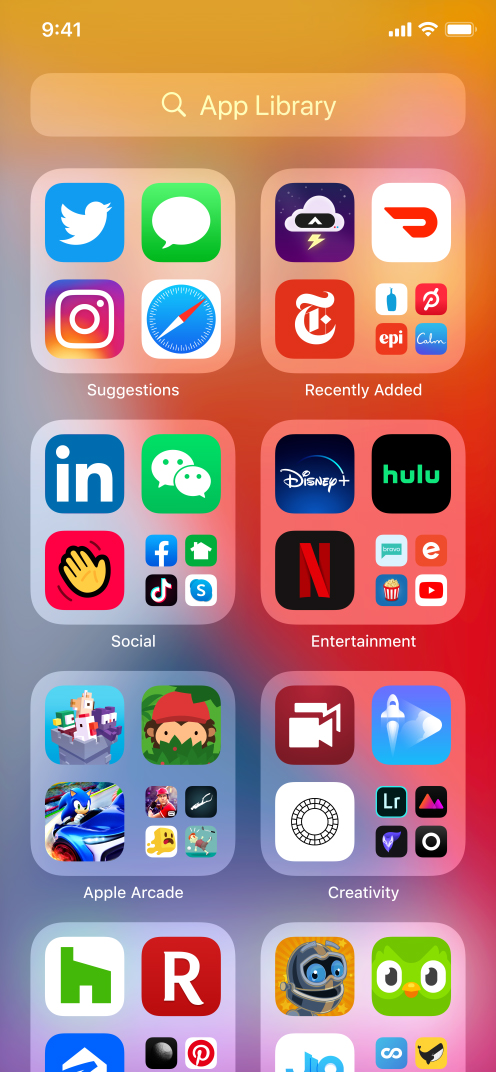 9:41
App Library
Suggestions
Recently Added
epi
Calm
in
Disney+
hulu
bravo
e
Social
Entertainment
Lr
Apple Arcade
Creativity
R